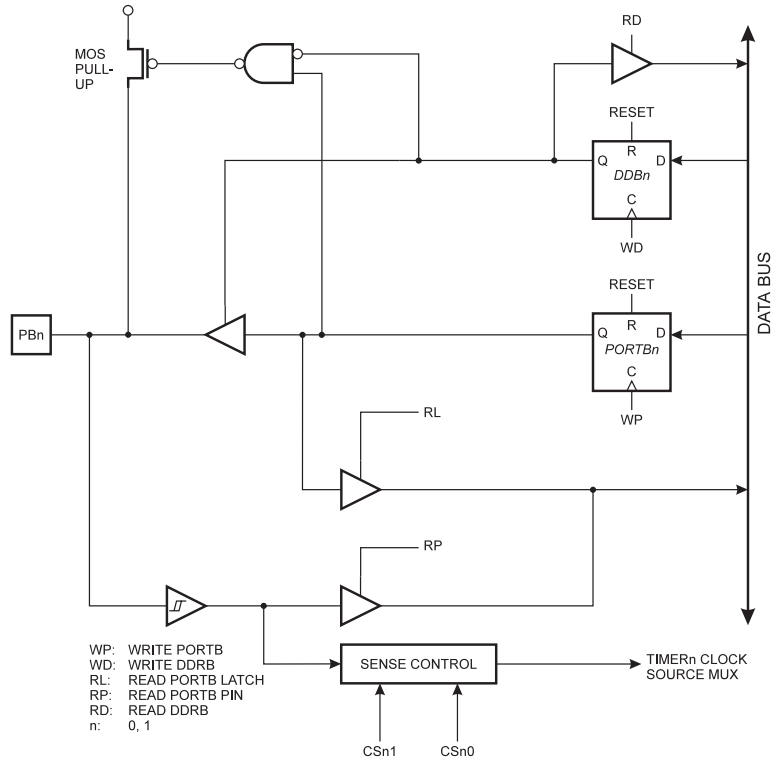 RD
MOS
PULL-
UP
RESET
R
Q
D
DDBn
C
WD
DATA BUS
RESET
R
Q
D
PBn
PORTBn
C
WP
RL
RP
WP: WRITE PORTB
WD: WRITE DDRB
RL: READ PORTB LATCH
RP: READ PORTB PIN
RD: READ DDRB
n: 0, 1
SENSE CONTROL
TIMERn CLOCK
SOURCE MUX
CSn1
CSn0